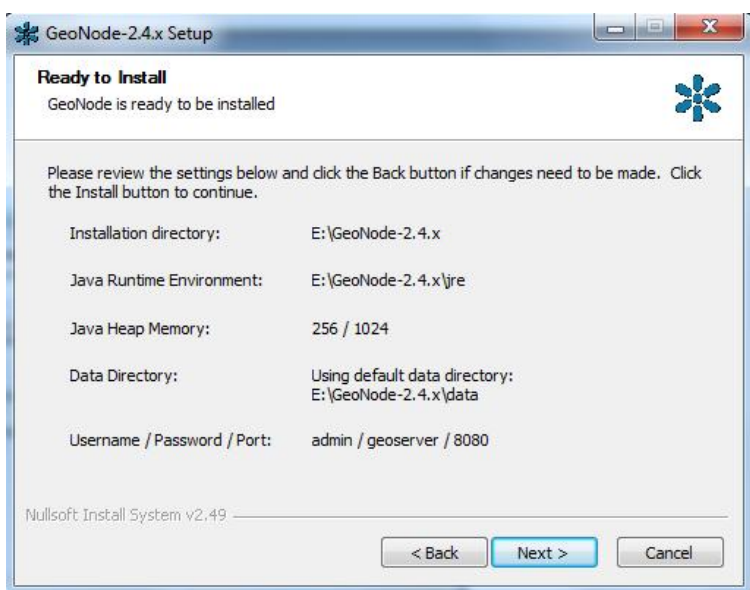 GeoNode-2.4.x Setup
Ready to Install
GeoNode is ready to be installed
Please review the settings below and click the Back button if changes need to be made. Click
the Install button to continue.
Installation directory: E:\GeoNode-2.4.x
Java Runtime Environment: E:\GeoNode-2.4.x\jre
Java Heap Memory: 256 / 1024
Data Directory: Using default data directory:
E:\GeoNode-2.4.x\data
Username / Password / Port: admin / geoserver / 8080
Nullsoft Install System v2.49
< Back Next > Cancel